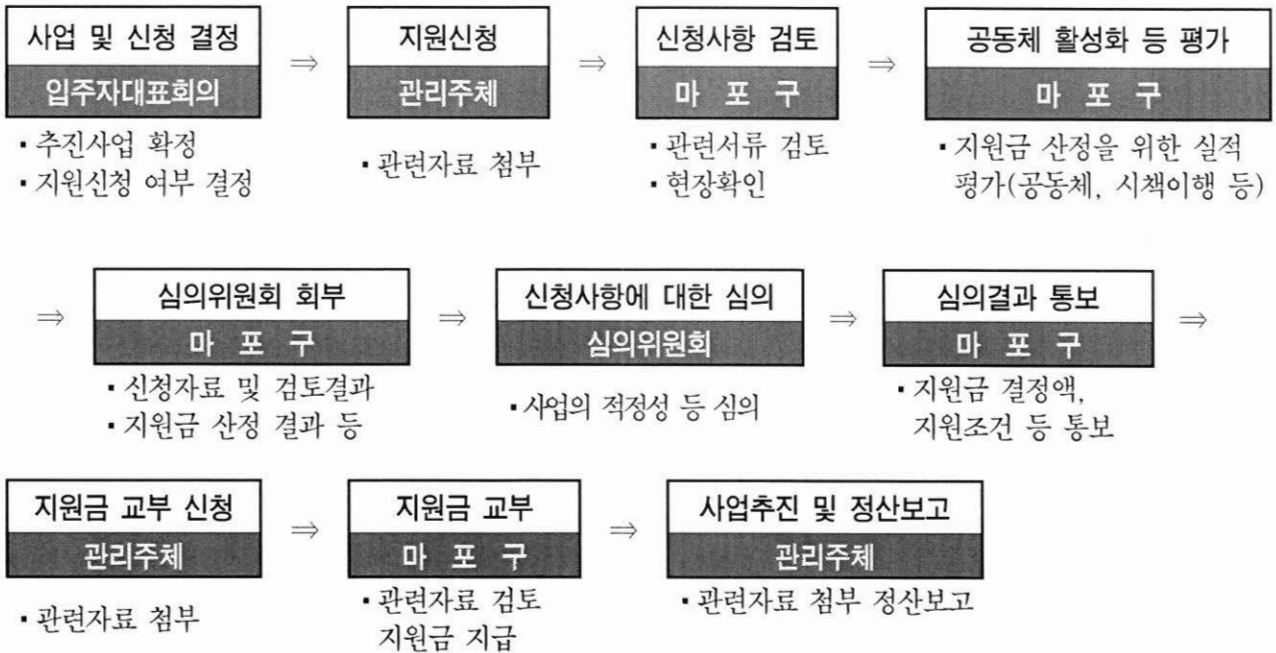 사업 및 신청 결정 ⇒ 지원신청 ⇒ 신청사항 검토 ⇒ 공동체 활성화 등 평가
입주자대표회의 관리주체 마 포 구 마 포 구
▪ 추진사업 확정
▪ 지원신청 여부 결정
▪ 관련자료 첨부
▪ 관련서류 검토
▪ 현장확인
▪ 지원금 산정을 위한 실적
평가(공동체, 시책이행 등)
⇒ 심의위원회 회부 ⇒ 신청사항에 대한 심의 ⇒ 심의결과 통보 ⇒
마 포 구 심의위원회 마 포 구
▪ 신청자료 및 검토결과
▪ 지원금 산정 결과 등
▪ 사업의 적정성 등 심의
▪ 지원금 결정액,
지원조건 등 통보
지원금 교부 신청 ⇒ 지원금 교부 ⇒ 사업추진 및 정산보고
관리주체 마 포 구 관리주체
▪ 관련자료 첨부
▪ 관련자료 검토
지원금 지급
▪ 관련자료 첨부 정산보고